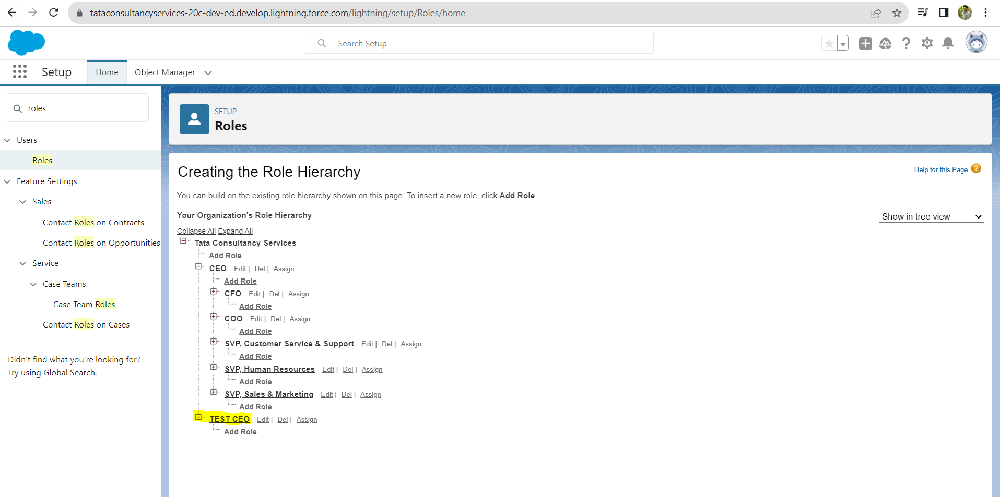 tataconsultancyservices-20c-dev-ed.develop.lightning.force.com/lightning/setup/Roles/home
Search Setup
Setup Home Object Manager
roles
Users
Roles
Feature Settings
Sales
Contact Roles on Contracts
Contact Roles on Opportunities
Service
Case Teams
Case Team Roles
Contact Roles on Cases
Didn't find what you're looking for?
Try using Global Search.
SETUP
Roles
Creating the Role Hierarchy
Help for this Page ?
You can build on the existing role hierarchy shown on this page. To insert a new role, click Add Role.
Your Organization's Role Hierarchy
Show in tree view
Collapse All Expand All
Tata Consultancy Services
Add Role
CEO Edit | Del | Assign
Add Role
CFO Edit | Del | Assign
Add Role
COO Edit | Del | Assign
Add Role
SVP, Customer Service & Support Edit | Del | Assign
Add Role
SVP, Human Resources Edit | Del | Assign
Add Role
SVP, Sales & Marketing Edit | Del | Assign
Add Role
TEST CEO Edit | Del | Assign
Add Role